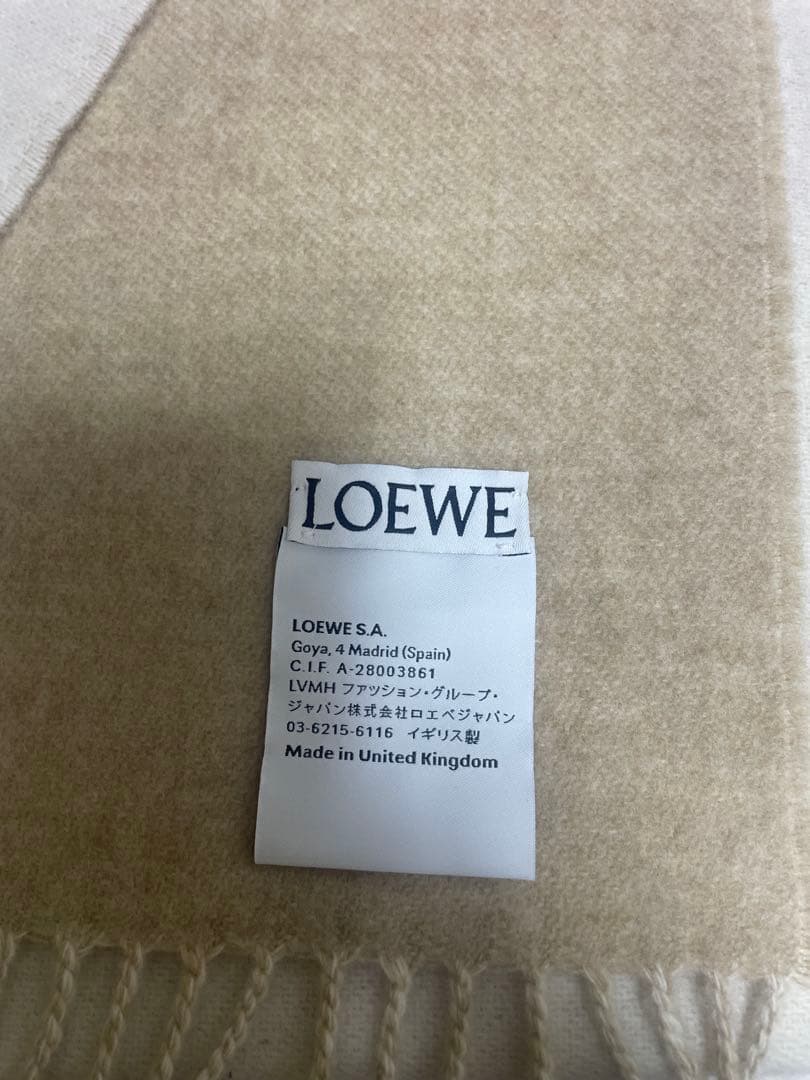 LOEWE
LOEWE S.A.
Goya, 4 Madrid (Spain)
C.I.F. A-28003861
LVMH ファッション・グループ・
ジャパン株式会社ロエベジャパン
03-6215-6116 イギリス製
Made in United Kingdom